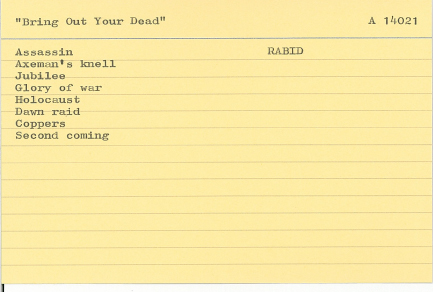 "Bring Out Your Dead" A 14021
Assassin RABID
Axeman's knell
Jubilee
Glory of war
Holocaust
Dawn raid
Coppers
Second coming